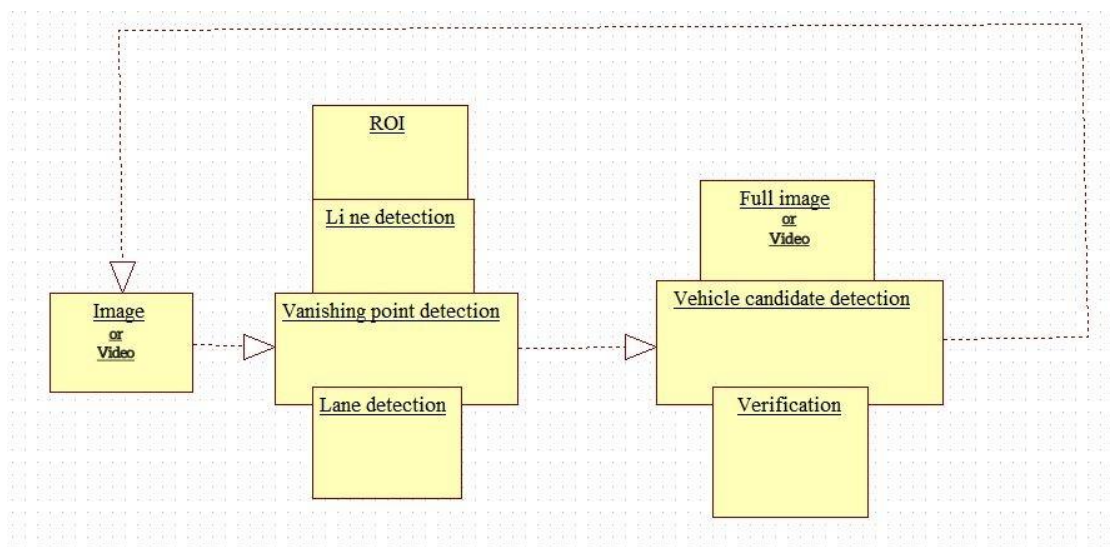 ROI
Li ne detection
Full image
or
Video
Image
or
Video
Vanishing point detection
Vehicle candidate detection
Lane detection
Verification